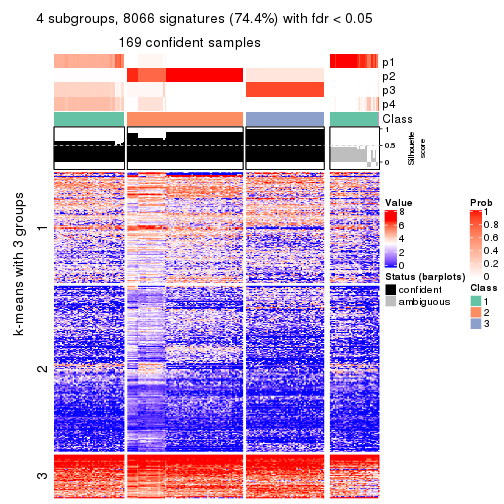 4 subgroups, 8066 signatures (74.4%) with fdr < 0.05
169 confident samples
p1
p2
p3
p4
Class
1
0.5
0
Silhouette
score
k-means with 3 groups
1
2
3
Value
8
6
4
2
0
Status (barplots)
confident
ambiguous
Prob
1
0.8
0.6
0.4
0.2
0
Class
1
2
3